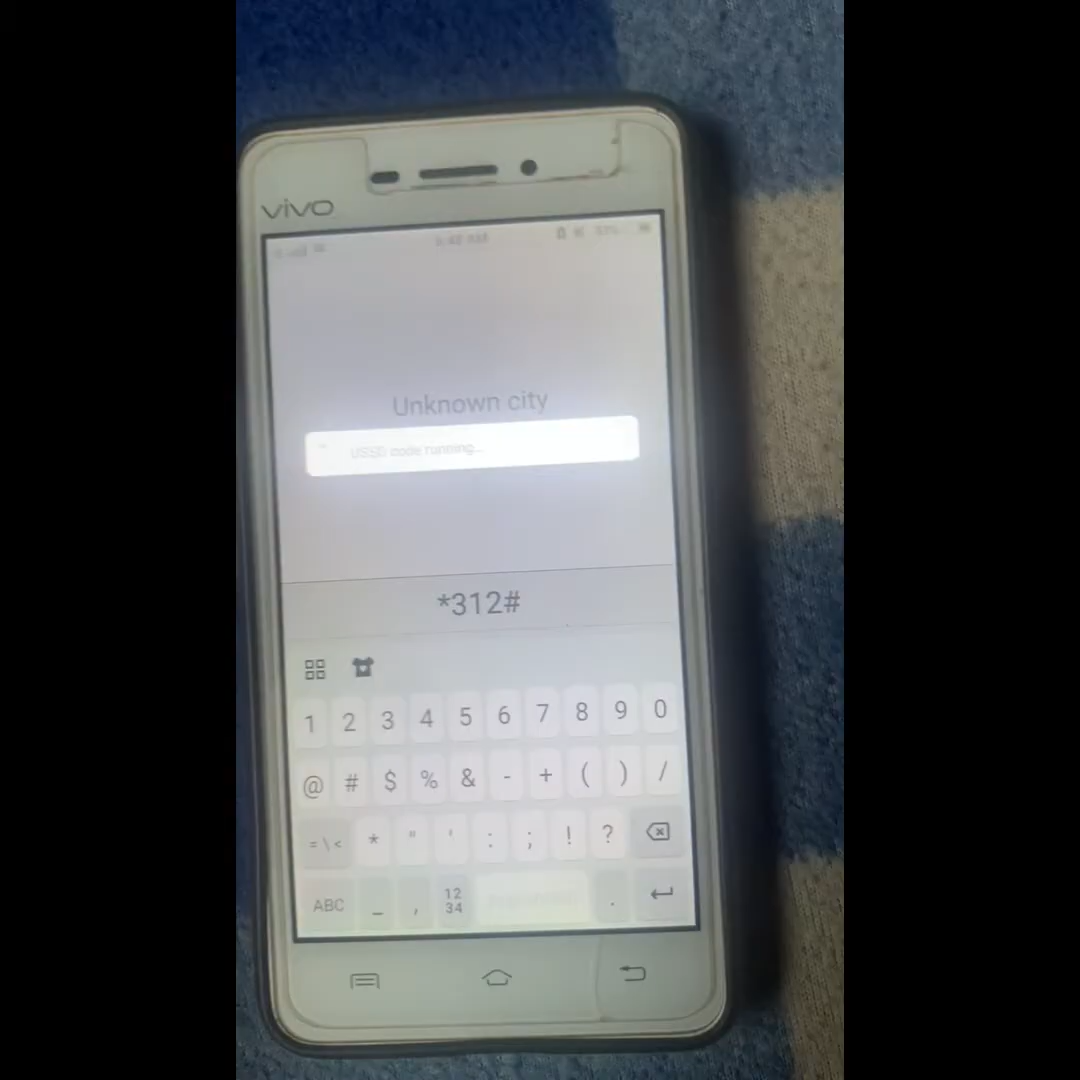 vivo
Unknown city
USSD code running...
*312#
1 2 3 4 5 6 7 8 9 0
@ # $ % & - + ( ) /
= \ < * " ' : ; ! ?
ABC _ , 12 34 .